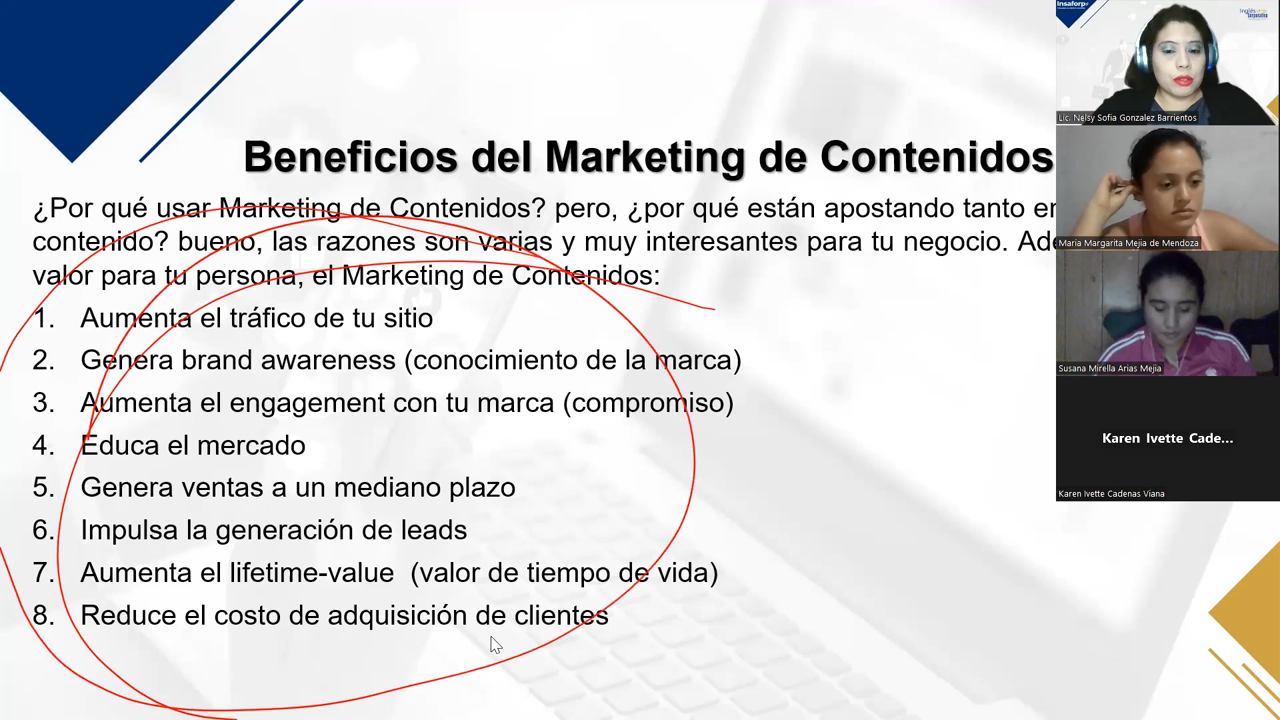 Beneficios del Marketing de Contenidos
¿Por qué usar Marketing de Contenidos? pero, ¿por qué están apostando tanto en
contenido? bueno, las razones son varias y muy interesantes para tu negocio. Ade
valor para tu persona, el Marketing de Contenidos:
1. Aumenta el tráfico de tu sitio
2. Genera brand awareness (conocimiento de la marca)
3. Aumenta el engagement con tu marca (compromiso)
4. Educa el mercado
5. Genera ventas a un mediano plazo
6. Impulsa la generación de leads
7. Aumenta el lifetime-value (valor de tiempo de vida)
8. Reduce el costo de adquisición de clientes
Insaforp
Inglés
corporativo
Lic. Nelsy Sofia Gonzalez Barrientos
Maria Margarita Mejia de Mendoza
Susana Mirella Arias Mejia
Karen Ivette Cade...
Karen Ivette Cadenas Viana